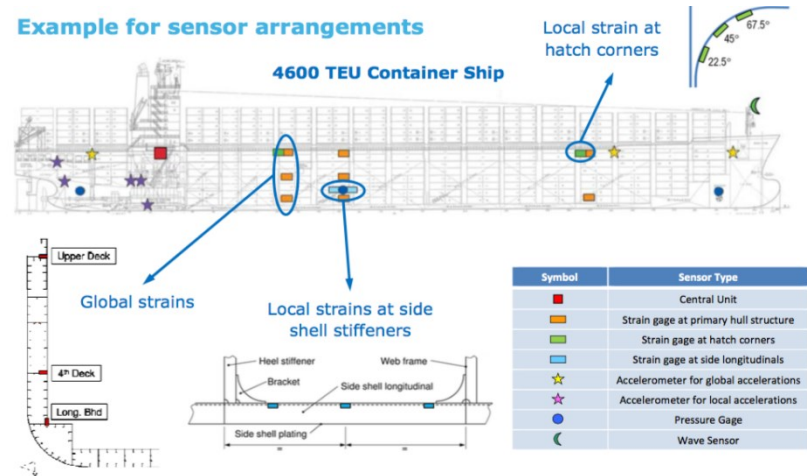 Example for sensor arrangements
Local strain at
hatch corners
67.5°
45°
22.5°
4600 TEU Container Ship
Upper Deck
4th Deck
Long. Bhd
Global strains
Local strains at side
shell stiffeners
Heel stiffener
Web frame
Bracket
Side shell longitudinal
Side shell plating
Symbol Sensor Type
Central Unit
Strain gage at primary hull structure
Strain gage at hatch corners
Strain gage at side longitudinals
Accelerometer for global accelerations
Accelerometer for local accelerations
Pressure Gage
Wave Sensor